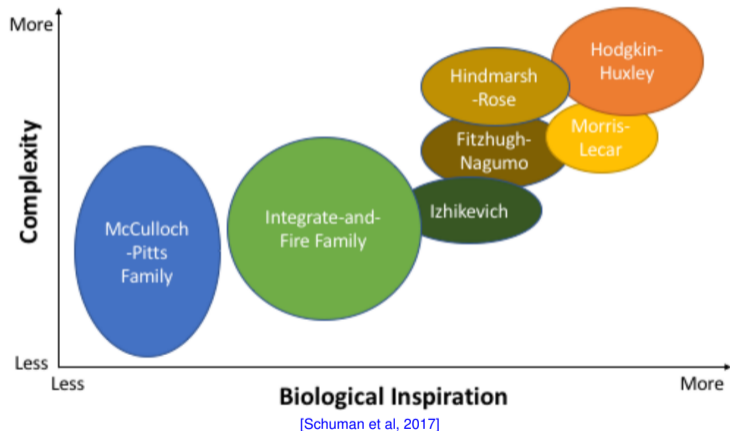 More
Complexity
Less
McCulloch
-Pitts
Family
Integrate-and-
Fire Family
Hindmarsh
-Rose
Fitzhugh-
Nagumo
Izhikevich
Hodgkin-
Huxley
Morris-
Lecar
Less
Biological Inspiration
More
[Schuman et al, 2017]